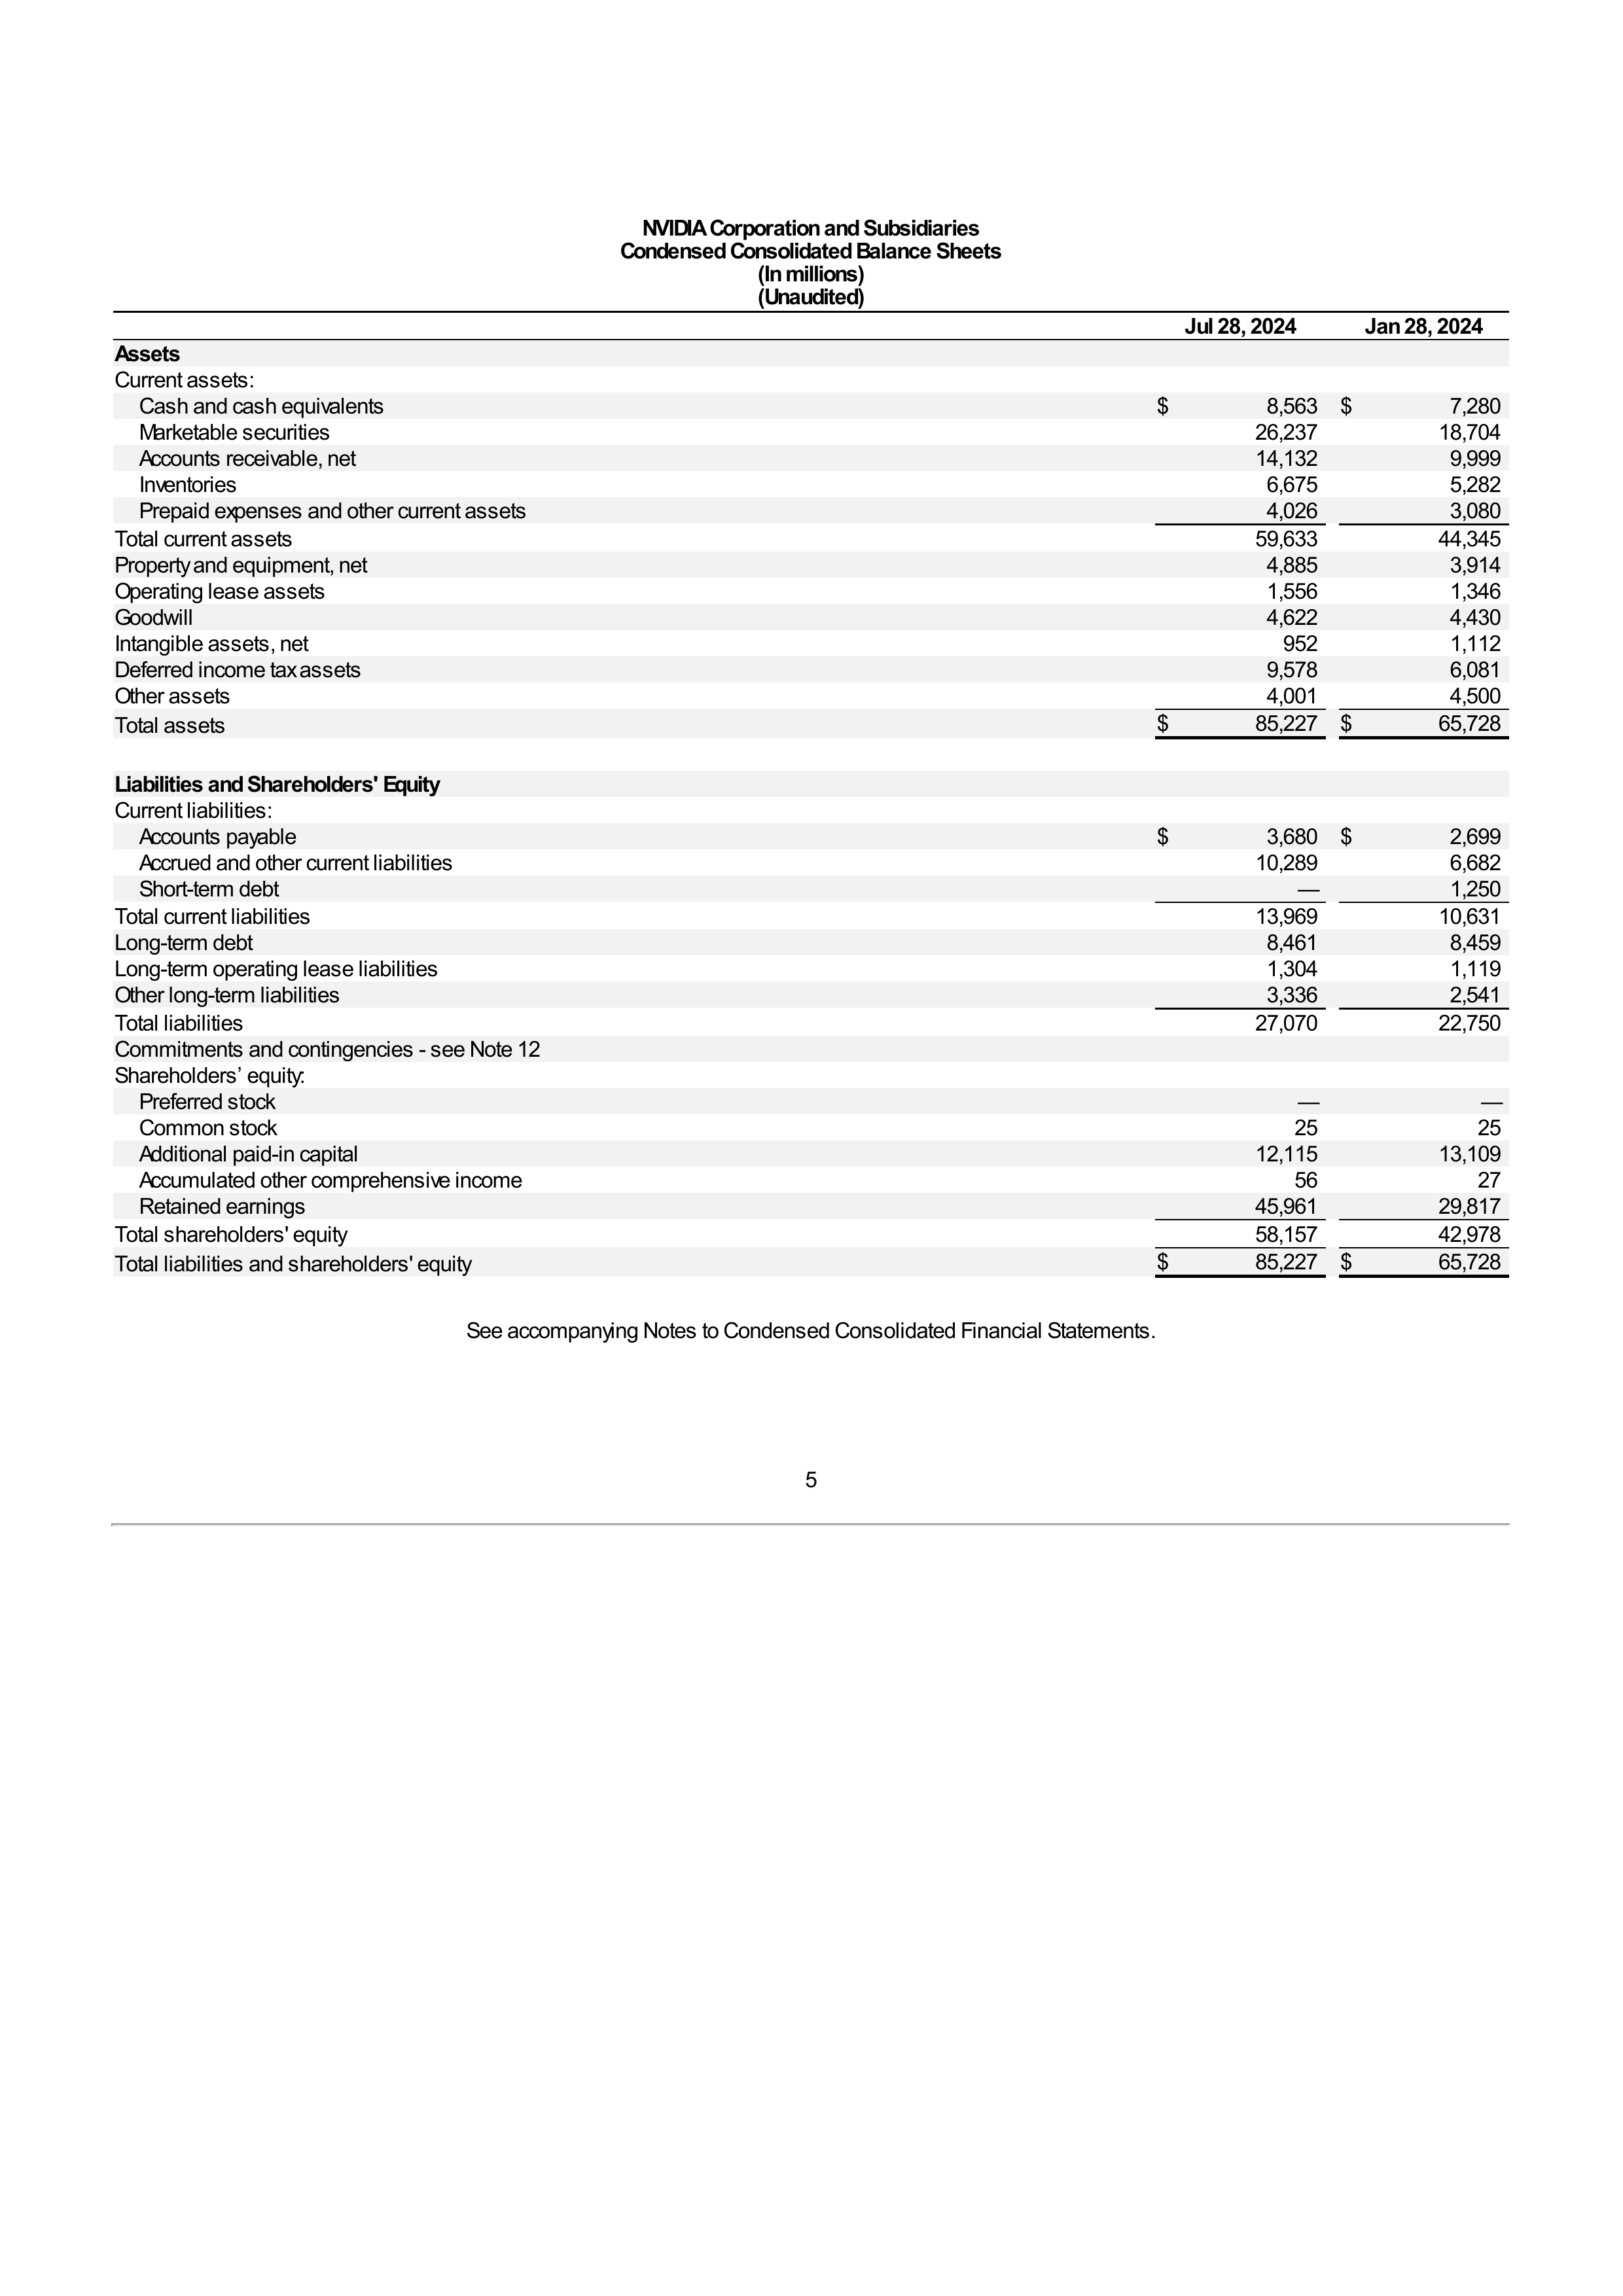 NVIDIA Corporation and Subsidiaries
Condensed Consolidated Balance Sheets
(In millions)
(Unaudited)
Jul 28, 2024 Jan 28, 2024
Assets
Current assets:
Cash and cash equivalents $ 8,563 $ 7,280
Marketable securities 26,237 18,704
Accounts receivable, net 14,132 9,999
Inventories 6,675 5,282
Prepaid expenses and other current assets 4,026 3,080
Total current assets 59,633 44,345
Property and equipment, net 4,885 3,914
Operating lease assets 1,556 1,346
Goodwill 4,622 4,430
Intangible assets, net 952 1,112
Deferred income tax assets 9,578 6,081
Other assets 4,001 4,500
Total assets $ 85,227 $ 65,728
Liabilities and Shareholders' Equity
Current liabilities:
Accounts payable $ 3,680 $ 2,699
Accrued and other current liabilities 10,289 6,682
Short-term debt — 1,250
Total current liabilities 13,969 10,631
Long-term debt 8,461 8,459
Long-term operating lease liabilities 1,304 1,119
Other long-term liabilities 3,336 2,541
Total liabilities 27,070 22,750
Commitments and contingencies - see Note 12
Shareholders’ equity:
Preferred stock — —
Common stock 25 25
Additional paid-in capital 12,115 13,109
Accumulated other comprehensive income 56 27
Retained earnings 45,961 29,817
Total shareholders' equity 58,157 42,978
Total liabilities and shareholders' equity $ 85,227 $ 65,728
See accompanying Notes to Condensed Consolidated Financial Statements.
5